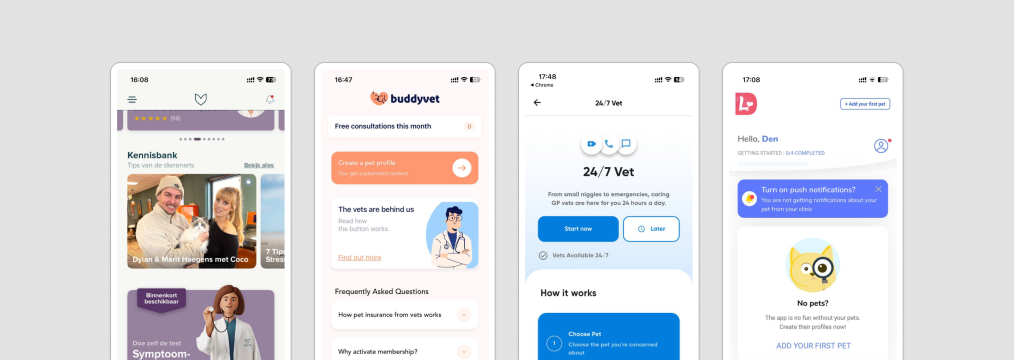 16:08
73
★★★★★ (98)
Kennisbank
Tips van de dierenarts
Bekijk alles
Dylan & Marit Haegens met Coco
7 Tips
Stres
Binnenkort
beschikbaar
Doe zelf de test
Symptoom-
16:47
buddyvet
Free consultations this month
0
Create a pet profile
You get customized content
The vets are behind us
Read how
the button works.
Find out more
Frequently Asked Questions
How pet insurance from vets works
Why activate membership?
17:48
◀ Chrome
24/7 Vet
24/7 Vet
From small niggles to emergencies, caring
GP vets are here for you 24 hours a day.
Start now
Later
Vets Available 24/7
How it works
1
Choose Pet
Choose the pet you're concerned
about
17:08
+ Add your first pet
Hello, Den
GETTING STARTED : 0/4 COMPLETED
Turn on push notifications?
You are not getting notifications about your
pet from your clinic
No pets?
The app is no fun without your pets.
Create their profiles now!
ADD YOUR FIRST PET